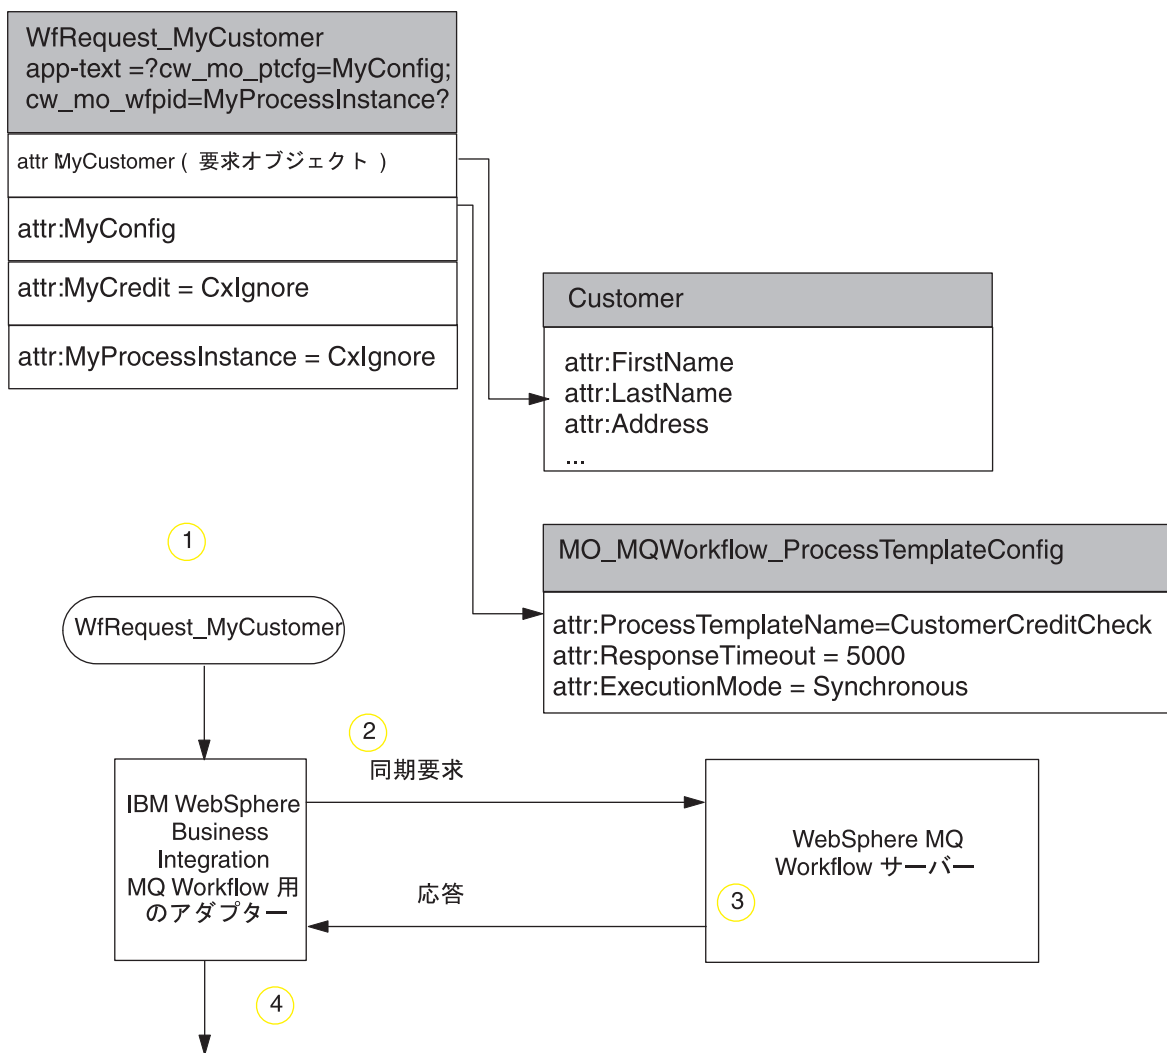 WfRequest_MyCustomer
app-text =?cw_mo_ptcfg=MyConfig;
cw_mo_wfpid=MyProcessInstance?
attr MyCustomer ( 要求オブジェクト )
attr:MyConfig
attr:MyCredit = CxIgnore
attr:MyProcessInstance = CxIgnore
Customer
attr:FirstName
attr:LastName
attr:Address
...
MO_MQWorkflow_ProcessTemplateConfig
attr:ProcessTemplateName=CustomerCreditCheck
attr:ResponseTimeout = 5000
attr:ExecutionMode = Synchronous
1
WfRequest_MyCustomer
2
同期要求
IBM WebSphere
Business
Integration
MQ Workflow 用
のアダプター
WebSphere MQ
Workflow サーバー
応答
3
4